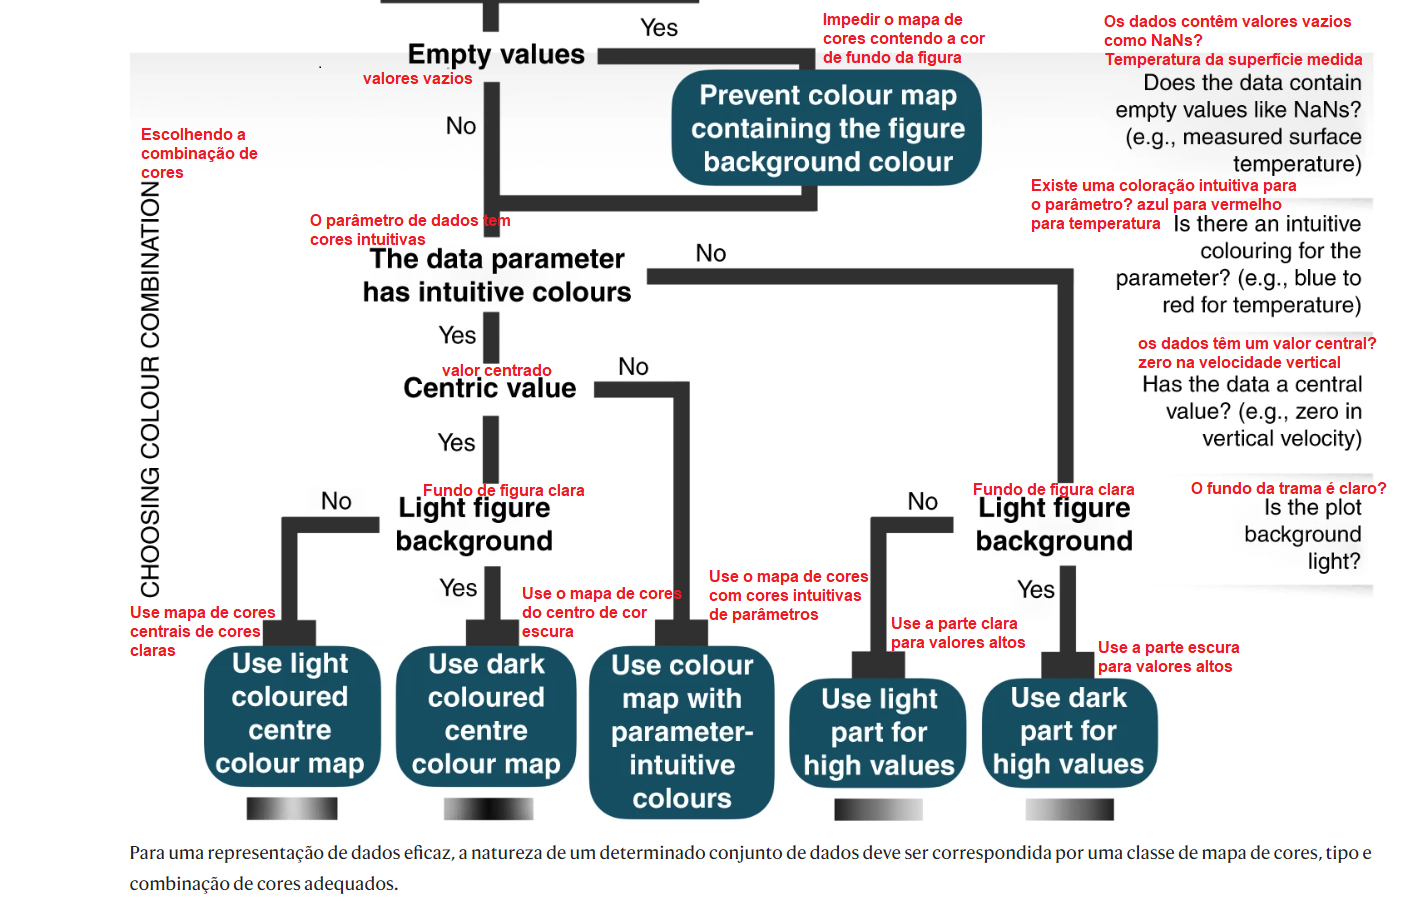 Yes
Impedir o mapa de
cores contendo a cor
de fundo da figura
Os dados contêm valores vazios
como NaNs?
Temperatura da superfície medida
Empty values
valores vazios
Prevent colour map
containing the figure
background colour
Does the data contain
empty values like NaNs?
(e.g., measured surface
temperature)
No
Escolhendo a
combinação de
cores
CHOOSING COLOUR COMBINATION
Existe uma coloração intuitiva para
o parâmetro? azul para vermelho
para temperatura
Is there an intuitive
colouring for the
parameter? (e.g., blue to
red for temperature)
O parâmetro de dados tem
cores intuitivas
The data parameter
has intuitive colours
No
Yes
os dados têm um valor central?
zero na velocidade vertical
Has the data a central
value? (e.g., zero in
vertical velocity)
valor centrado
Centric value
No
Yes
Fundo de figura clara
Light figure
background
No
Yes
Fundo de figura clara
Light figure
background
No
Yes
O fundo da trama é claro?
Is the plot
background
light?
Use mapa de cores
centrais de cores
claras
Use light
coloured
centre
colour map
Use o mapa de cores
do centro de cor
escura
Use dark
coloured
centre
colour map
Use o mapa de cores
com cores intuitivas
de parâmetros
Use colour
map with
parameter-
intuitive
colours
Use a parte clara
para valores altos
Use light
part for
high values
Use a parte escura
para valores altos
Use dark
part for
high values
Para uma representação de dados eficaz, a natureza de um determinado conjunto de dados deve ser correspondida por uma classe de mapa de cores, tipo e
combinação de cores adequados.